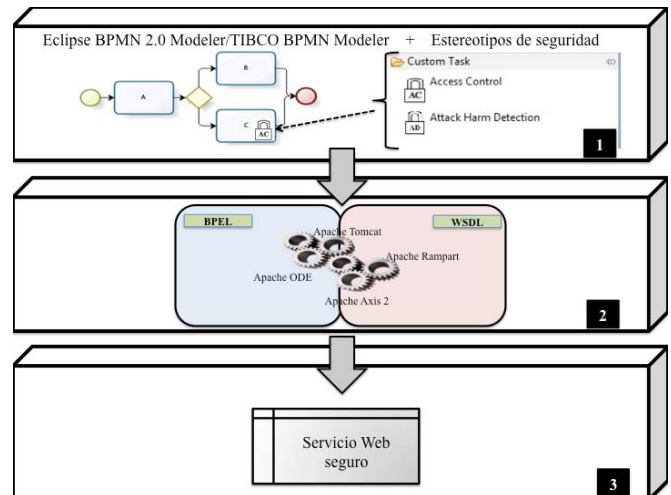 Eclipse BPMN 2.0 Modeler/TIBCO BPMN Modeler + Estereotipos de seguridad
Custom Task
Access Control
AC
Attack Harm Detection
AD
A
B
C
AC
1
BPEL
WSDL
Apache Tomcat
Apache Rampart
Apache ODE
Apache Axis 2
2
Servicio Web
seguro
3